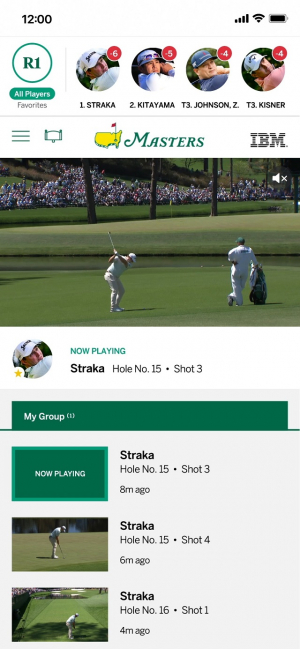 12:00
R1
All Players
Favorites
-6
1. STRAKA
-5
2. KITAYAMA
-4
T3. JOHNSON, Z.
-4
T3. KISNER
MASTERS
IBM
NOW PLAYING
Straka Hole No. 15 • Shot 3
My Group (1)
NOW PLAYING
Straka
Hole No. 15 • Shot 3
8m ago
Straka
Hole No. 15 • Shot 4
6m ago
Straka
Hole No. 16 • Shot 1
4m ago